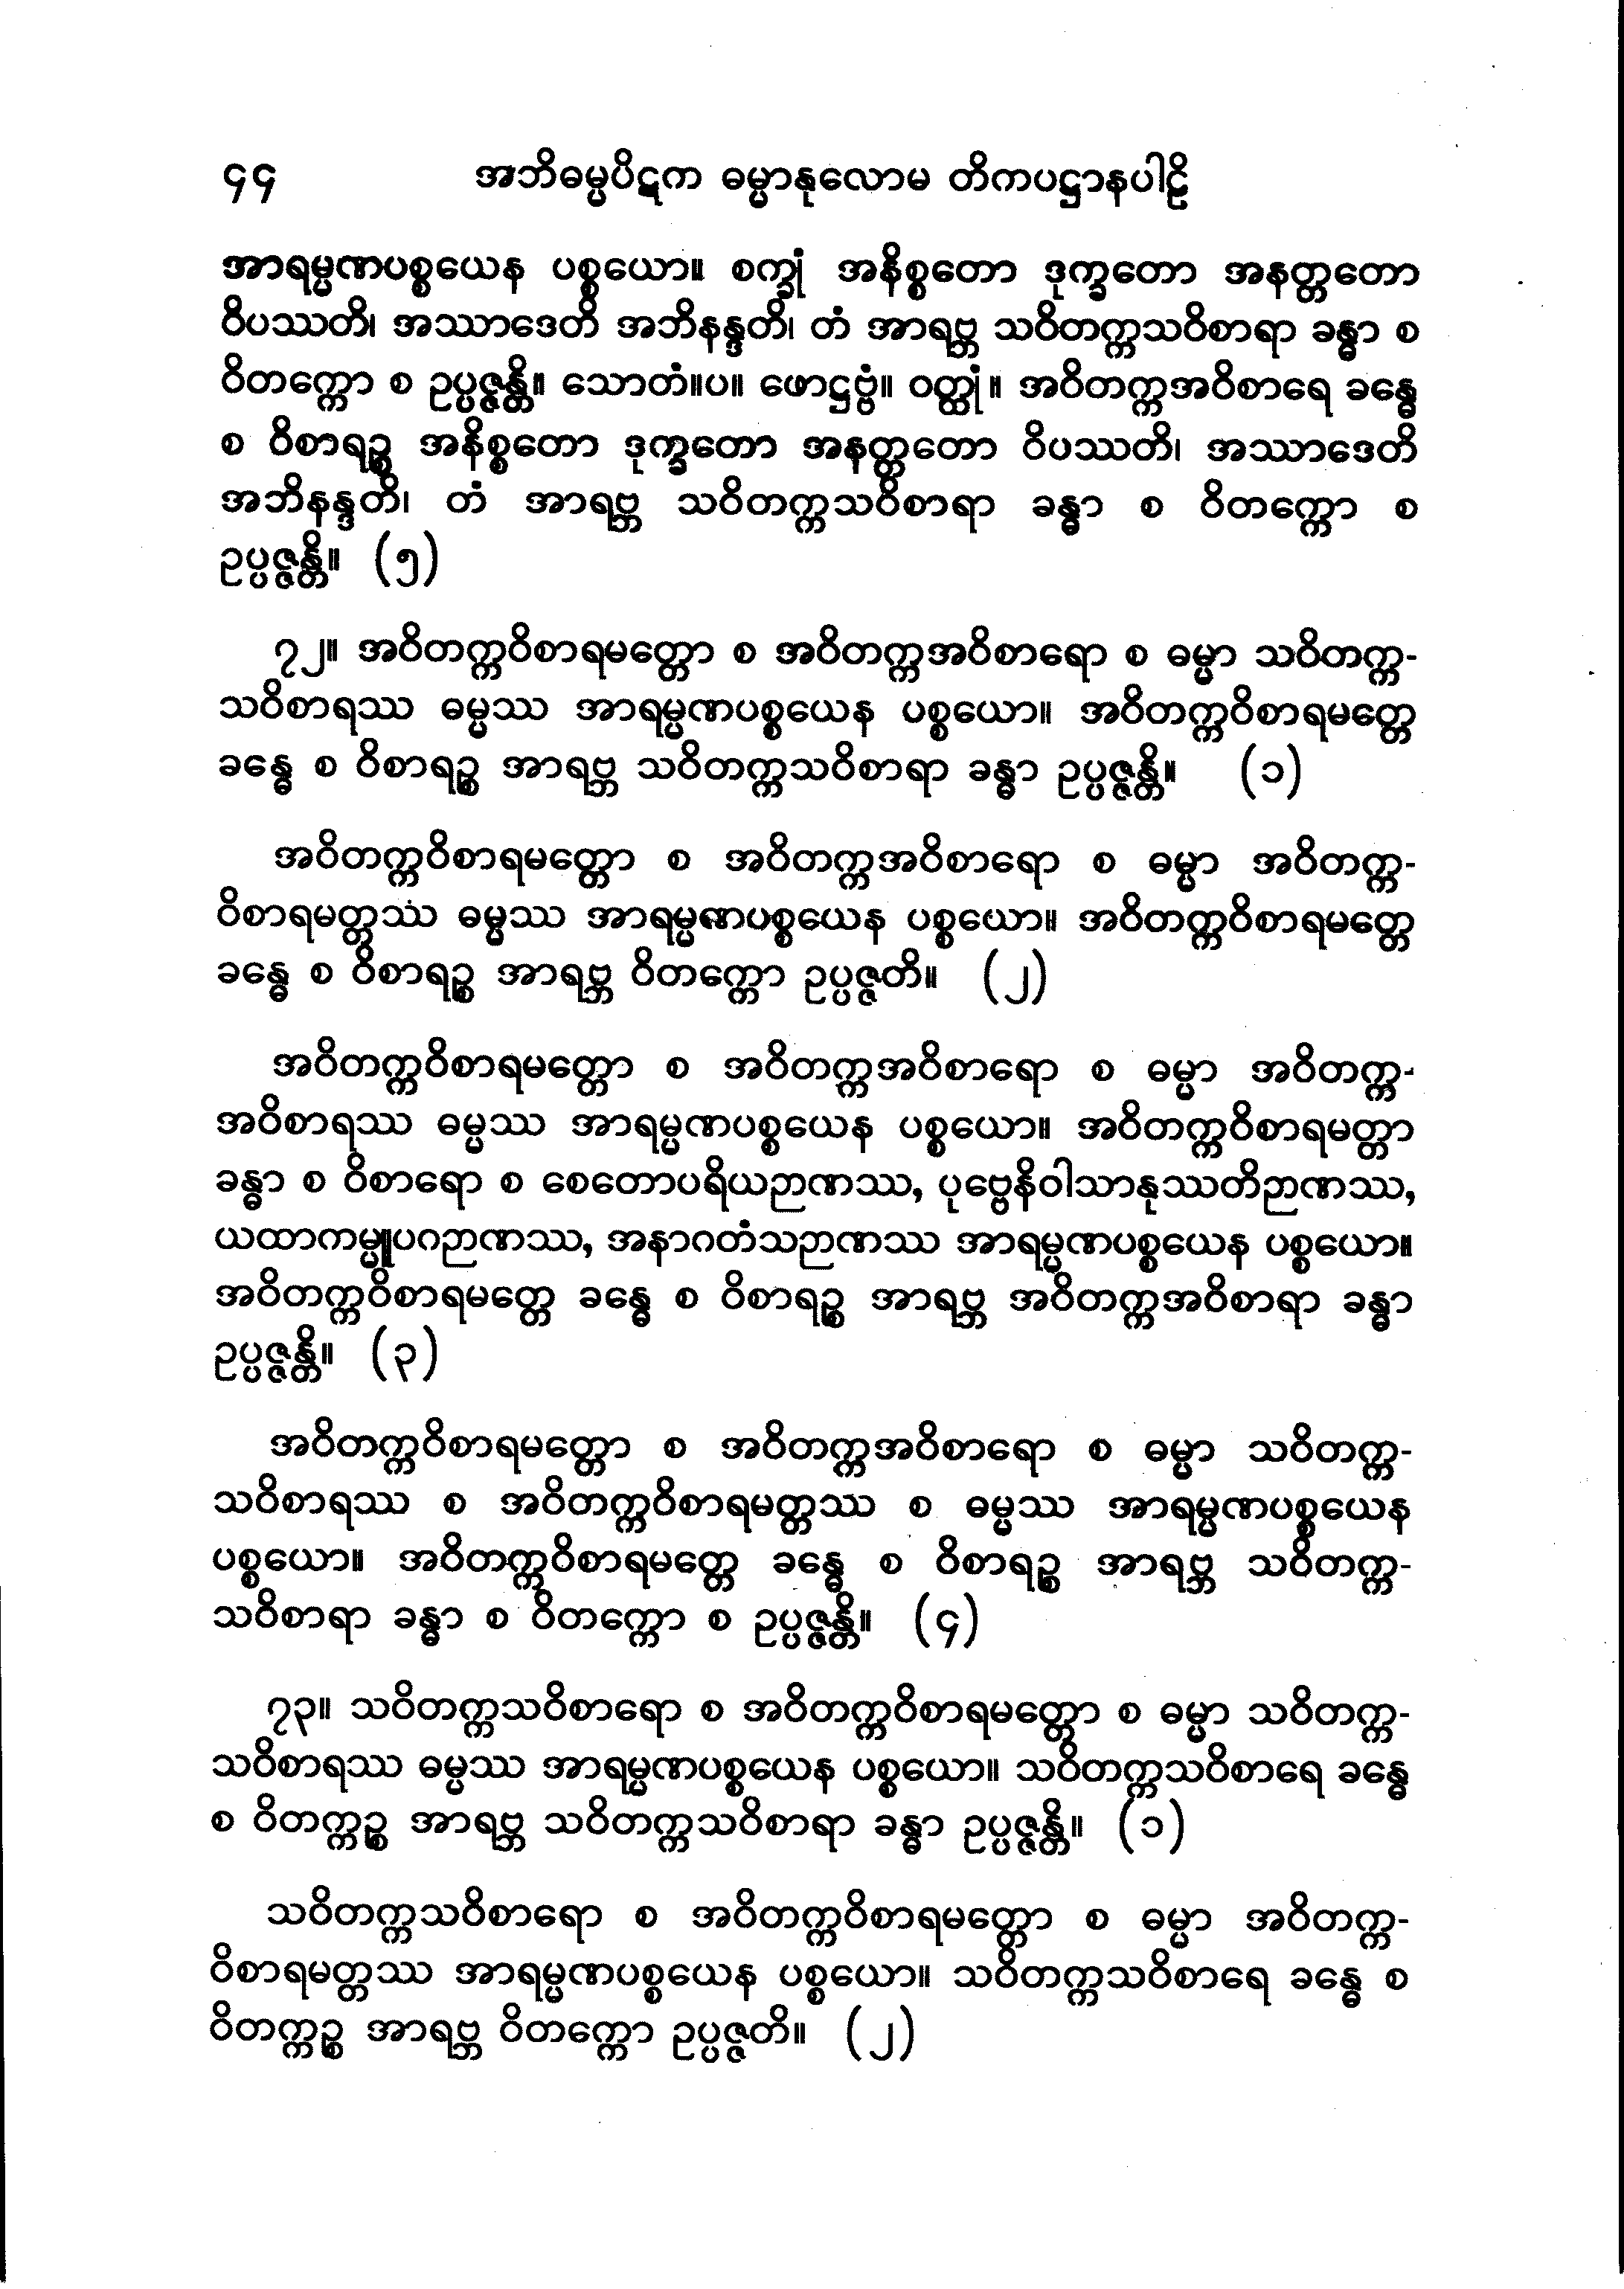 ၄၄ အဘိဓမ္မပိဋက ဓမ္မာနုလောမ တိကပဋ္ဌာနပါဠိ
အာရမ္မဏပစ္စယေန ပစ္စယော။ စက္ခုံ အနိစ္စတော ဒုက္ခတော အနတ္တတော
ဝိပဿတိ၊ အဿာဒေတိ အဘိနန္ဒတိ၊ တံ အာရဗ္ဘ သဝိတက္ကသဝိစာရာ ခန္ဓာ စ
ဝိတက္ကော စ ဥပ္ပဇ္ဇန္တိ။ သောတံ။ပ။ ဖောဋ္ဌဗ္ဗံ။ ဝတ္ထုံ။ အဝိတက္ကအဝိစာရေ ခန္ဓေ
စ ဝိစာရဉ္စ အနိစ္စတော ဒုက္ခတော အနတ္တတော ဝိပဿတိ၊ အဿာဒေတိ
အဘိနန္ဒတိ၊ တံ အာရဗ္ဘ သဝိတက္ကသဝိစာရာ ခန္ဓာ စ ဝိတက္ကော စ
ဥပ္ပဇ္ဇန္တိ။ (၅)
၇၂။ အဝိတက္ကဝိစာရမတ္တော စ အဝိတက္ကအဝိစာရော စ ဓမ္မာ သဝိတက္က-
သဝိစာရဿ ဓမ္မဿ အာရမ္မဏပစ္စယေန ပစ္စယော။ အဝိတက္ကဝိစာရမတ္တေ
ခန္ဓေ စ ဝိစာရဉ္စ အာရဗ္ဘ သဝိတက္ကသဝိစာရာ ခန္ဓာ ဥပ္ပဇ္ဇန္တိ။ (၁)
အဝိတက္ကဝိစာရမတ္တော စ အဝိတက္ကအဝိစာရော စ ဓမ္မာ အဝိတက္က-
ဝိစာရမတ္တဿ ဓမ္မဿ အာရမ္မဏပစ္စယေန ပစ္စယော။ အဝိတက္ကဝိစာရမတ္တေ
ခန္ဓေ စ ဝိစာရဉ္စ အာရဗ္ဘ ဝိတက္ကော ဥပ္ပဇ္ဇတိ။ (၂)
အဝိတက္ကဝိစာရမတ္တော စ အဝိတက္ကအဝိစာရော စ ဓမ္မာ အဝိတက္က-
အဝိစာရဿ ဓမ္မဿ အာရမ္မဏပစ္စယေန ပစ္စယော။ အဝိတက္ကဝိစာရမတ္တာ
ခန္ဓာ စ ဝိစာရော စ စေတောပရိယဉာဏဿ, ပုဗ္ဗေနိဝါသာနုဿတိဉာဏဿ,
ယထာကမ္မူပဂဉာဏဿ, အနာဂတံသဉာဏဿ အာရမ္မဏပစ္စယေန ပစ္စယော။
အဝိတက္ကဝိစာရမတ္တေ ခန္ဓေ စ ဝိစာရဉ္စ အာရဗ္ဘ အဝိတက္ကအဝိစာရာ ခန္ဓာ
ဥပ္ပဇ္ဇန္တိ။ (၃)
အဝိတက္ကဝိစာရမတ္တော စ အဝိတက္ကအဝိစာရော စ ဓမ္မာ သဝိတက္က-
သဝိစာရဿ စ အဝိတက္ကဝိစာရမတ္တဿ စ ဓမ္မဿ အာရမ္မဏပစ္စယေန
ပစ္စယော။ အဝိတက္ကဝိစာရမတ္တေ ခန္ဓေ စ ဝိစာရဉ္စ အာရဗ္ဘ သဝိတက္က-
သဝိစာရာ ခန္ဓာ စ ဝိတက္ကော စ ဥပ္ပဇ္ဇန္တိ။ (၄)
၇၃။ သဝိတက္ကသဝိစာရော စ အဝိတက္ကဝိစာရမတ္တော စ ဓမ္မာ သဝိတက္က-
သဝိစာရဿ ဓမ္မဿ အာရမ္မဏပစ္စယေန ပစ္စယော။ သဝိတက္ကသဝိစာရေ ခန္ဓေ
စ ဝိတက္ကဉ္စ အာရဗ္ဘ သဝိတက္ကသဝိစာရာ ခန္ဓာ ဥပ္ပဇ္ဇန္တိ။ (၁)
သဝိတက္ကသဝိစာရော စ အဝိတက္ကဝိစာရမတ္တော စ ဓမ္မာ အဝိတက္က-
ဝိစာရမတ္တဿ အာရမ္မဏပစ္စယေန ပစ္စယော။ သဝိတက္ကသဝိစာရေ ခန္ဓေ စ
ဝိတက္ကဉ္စ အာရဗ္ဘ ဝိတက္ကော ဥပ္ပဇ္ဇတိ။ (၂)